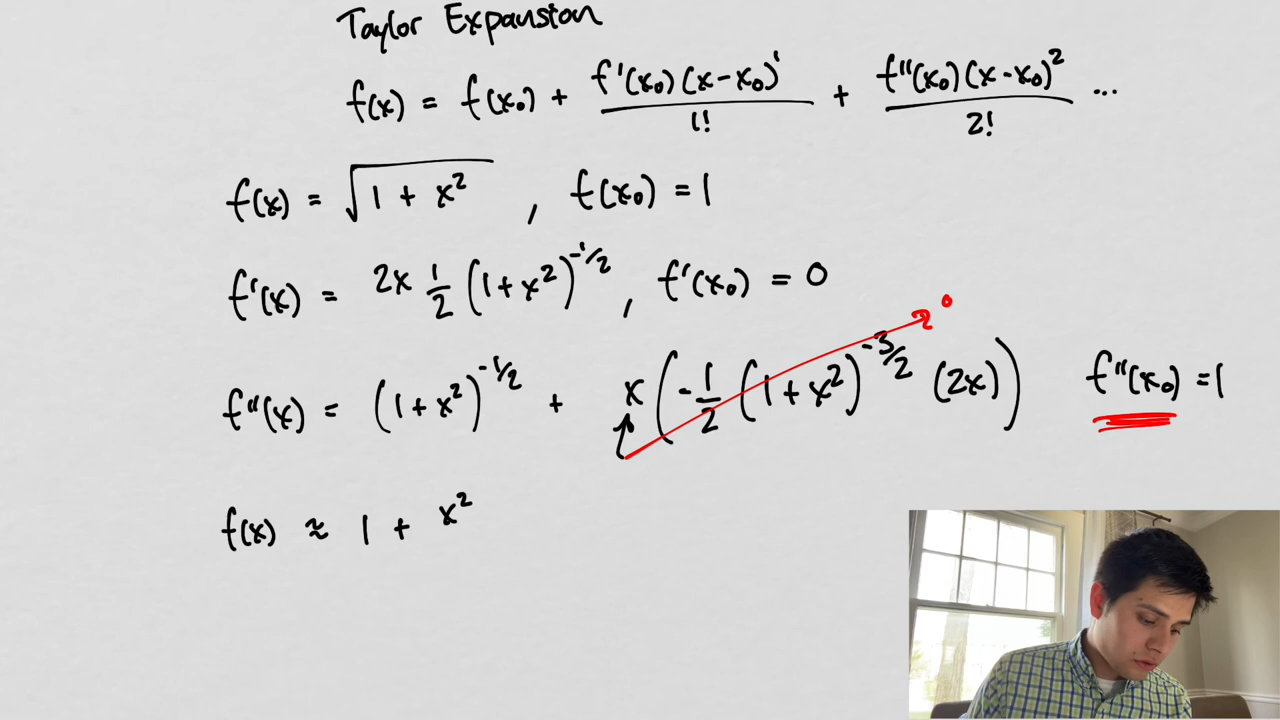 Taylor Expansion
f(x) = f(x₀) + f'(x₀)(x-x₀)¹/1! + f''(x₀)(x-x₀)²/2! ...
f(x) = √(1 + x²) , f(x₀) = 1
f'(x) = 2x 1/2 (1+x²)^(-1/2) , f'(x₀) = 0
0
f''(x) = (1+x²)^(-1/2) + x(-1/2 (1+x²)^(-3/2) (2x)) f''(x₀) = 1
f(x) ≈ 1 + x²